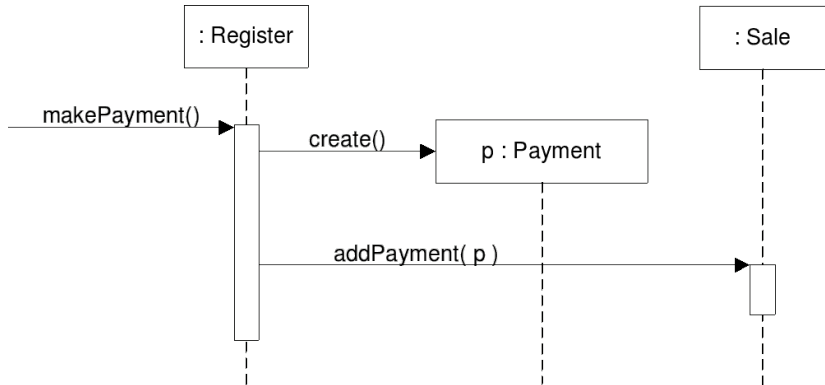 : Register
: Sale
makePayment()
create()
p : Payment
addPayment( p )